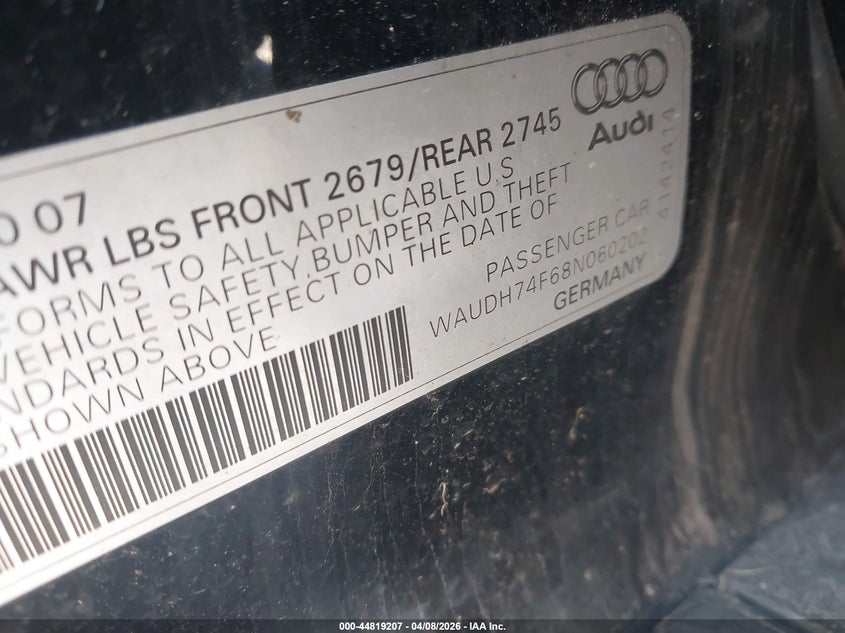 0 07
AWR LBS FRONT 2679/REAR 2745
FORMS TO ALL APPLICABLE U S
VEHICLE SAFETY BUMPER AND THEFT
NDARDS IN EFFECT ON THE DATE OF
SHOWN ABOVE
Audi
PASSENGER CAR
WAUDH74F68N060202
GERMANY
4142414
000-44819207 - 04/08/2026 - IAA Inc.